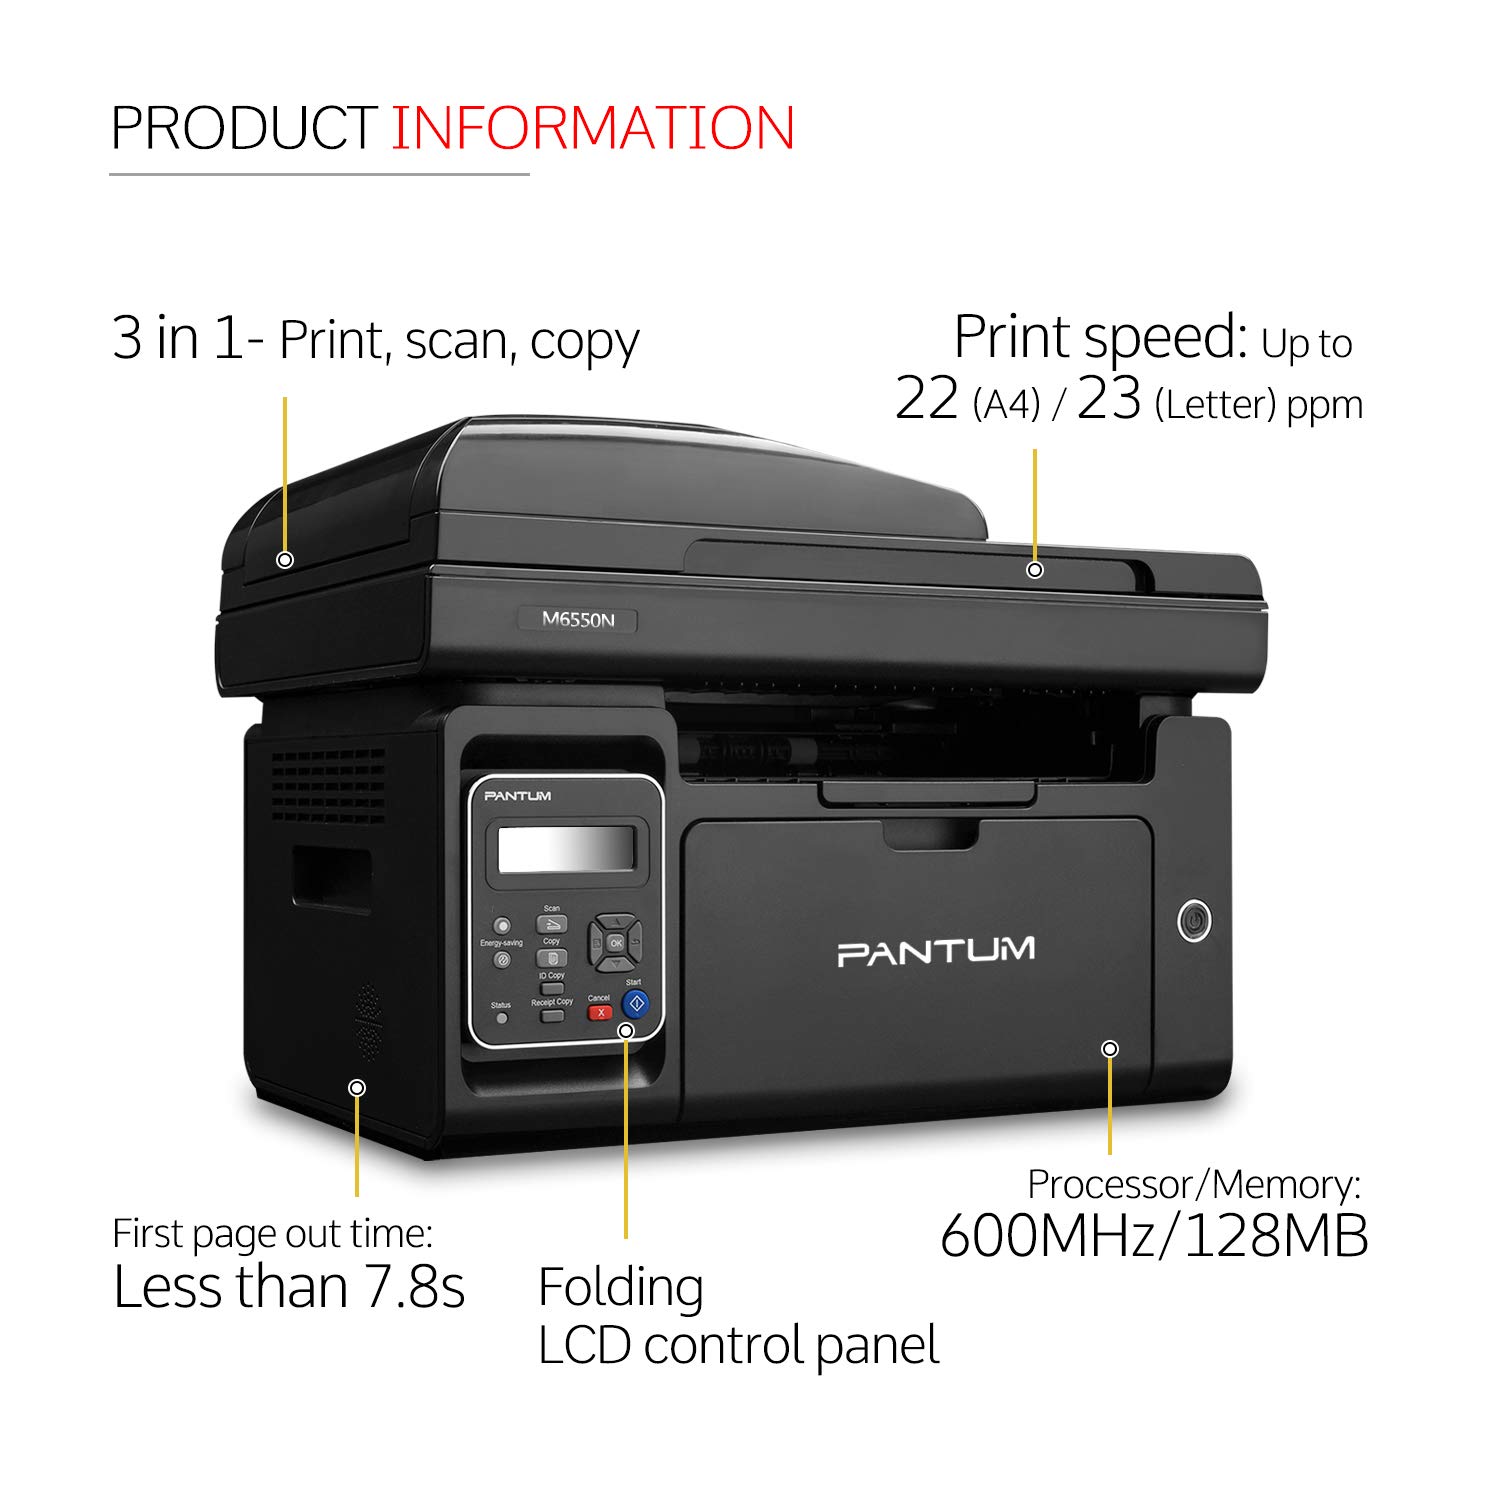 PRODUCT INFORMATION
3 in 1- Print, scan, copy
Print speed: Up to
22 (A4) / 23 (Letter) ppm
M6550N
PANTUM
Scan
Energy-saving
Copy
OK
ID Copy
Start
Status
Receipt Copy
Cancel
X
PANTUM
First page out time:
Less than 7.8s
Folding
LCD control panel
Processor/Memory:
600MHz/128MB